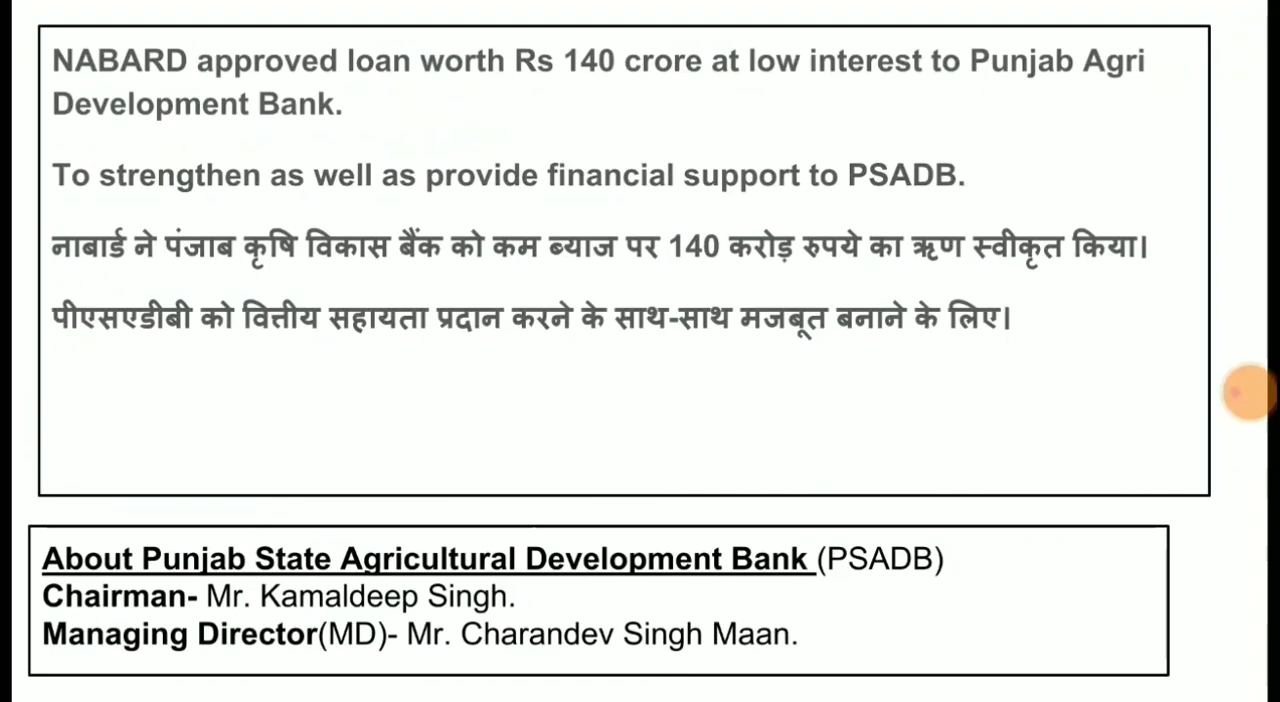 NABARD approved loan worth Rs 140 crore at low interest to Punjab Agri
Development Bank.
To strengthen as well as provide financial support to PSADB.
नाबार्ड ने पंजाब कृषि विकास बैंक को कम ब्याज पर 140 करोड़ रुपये का ऋण स्वीकृत किया।
पीएसएडीबी को वित्तीय सहायता प्रदान करने के साथ-साथ मजबूत बनाने के लिए।
About Punjab State Agricultural Development Bank (PSADB)
Chairman- Mr. Kamaldeep Singh.
Managing Director(MD)- Mr. Charandev Singh Maan.